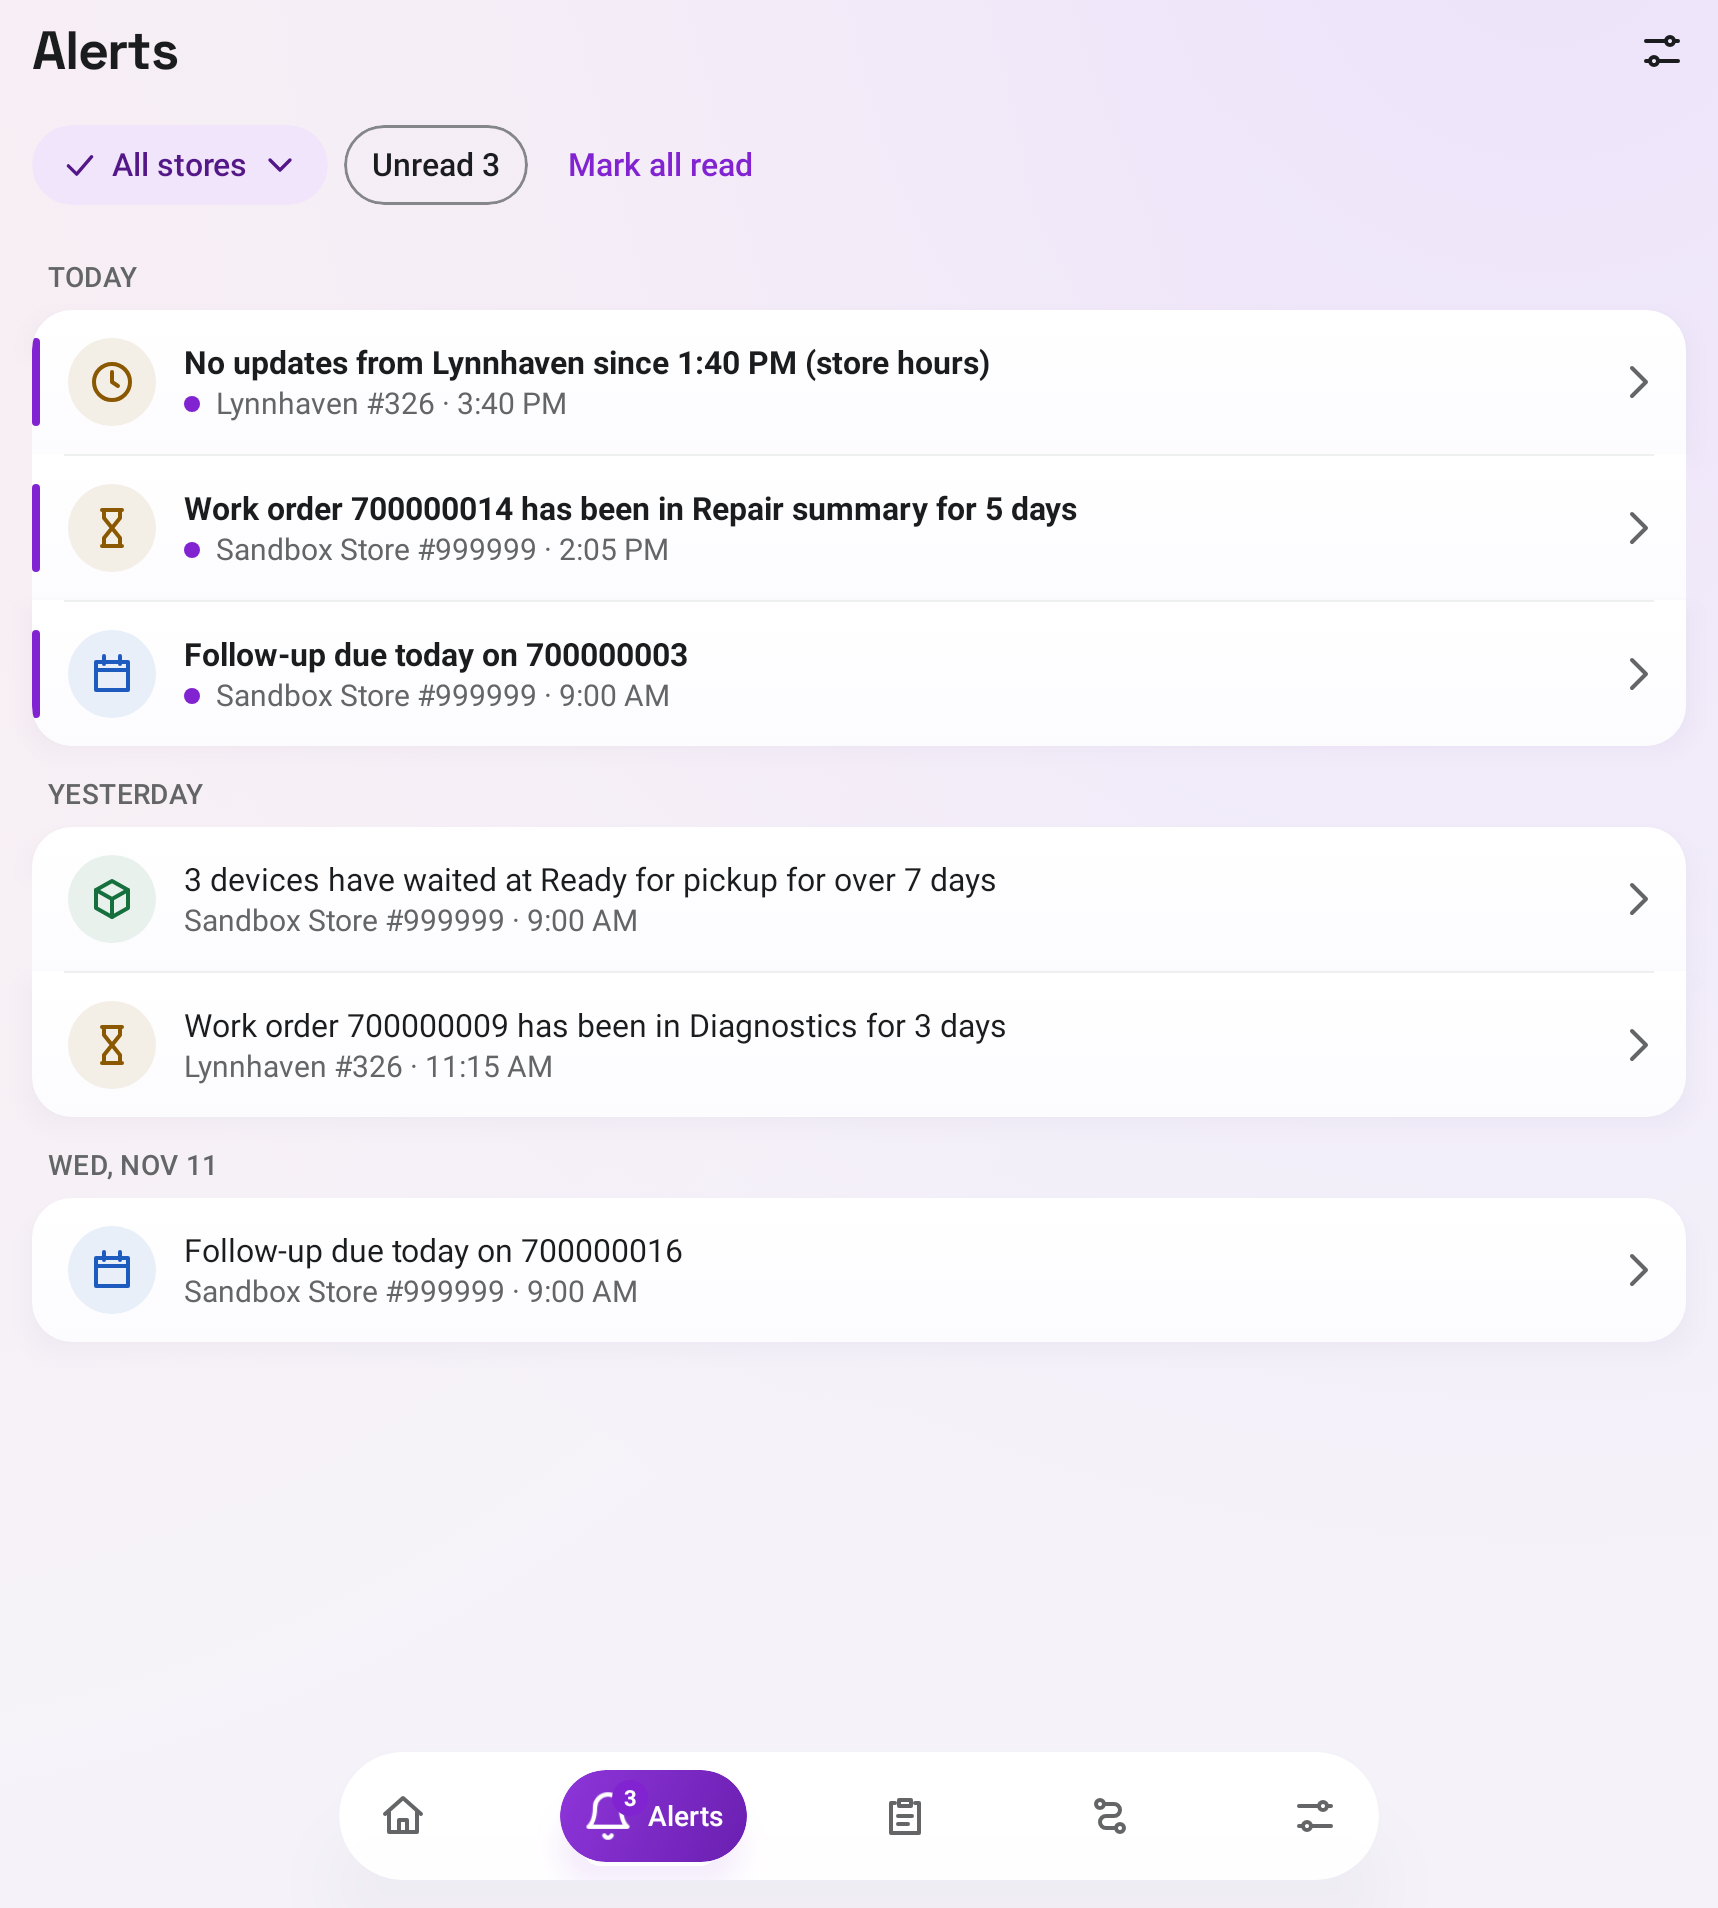 Alerts
All stores
Unread 3
Mark all read
TODAY
No updates from Lynnhaven since 1:40 PM (store hours)
Lynnhaven #326 · 3:40 PM
Work order 700000014 has been in Repair summary for 5 days
Sandbox Store #999999 · 2:05 PM
Follow-up due today on 700000003
Sandbox Store #999999 · 9:00 AM
YESTERDAY
3 devices have waited at Ready for pickup for over 7 days
Sandbox Store #999999 · 9:00 AM
Work order 700000009 has been in Diagnostics for 3 days
Lynnhaven #326 · 11:15 AM
WED, NOV 11
Follow-up due today on 700000016
Sandbox Store #999999 · 9:00 AM
3
Alerts